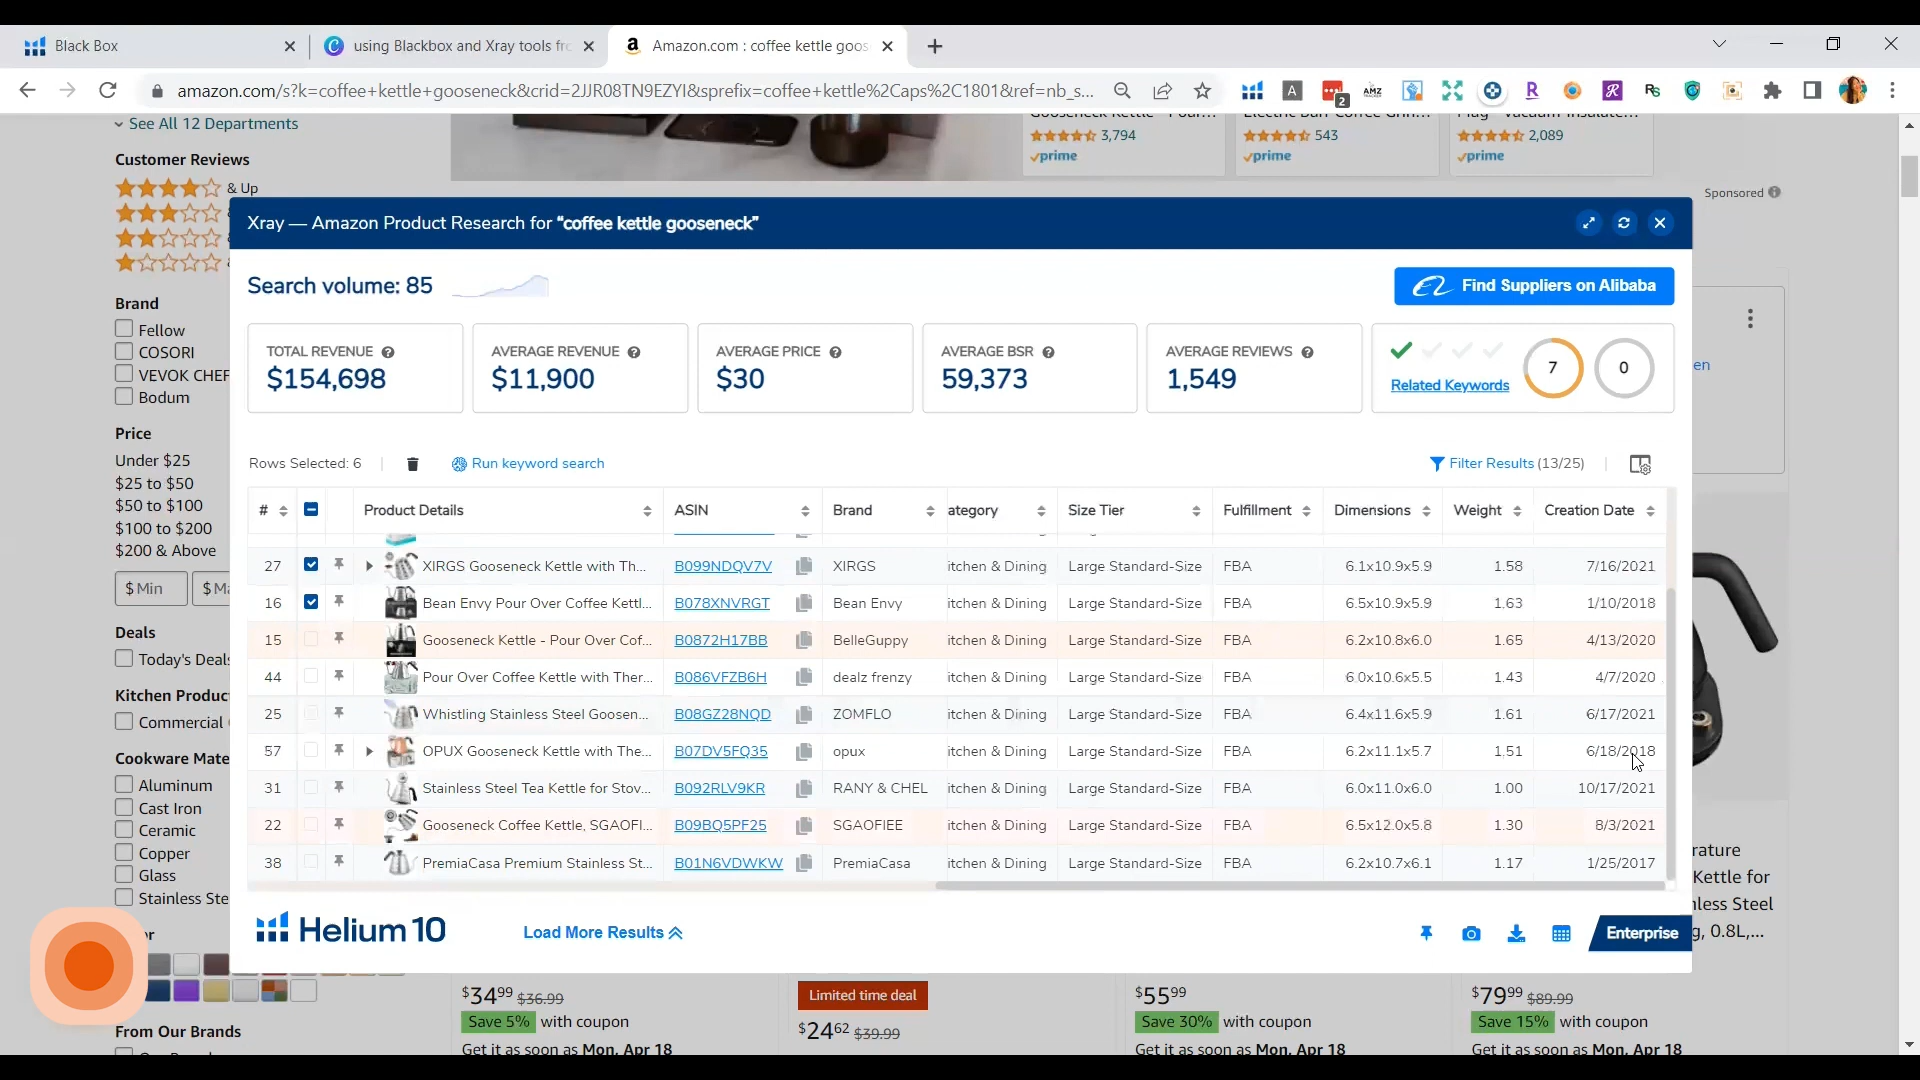 Black Box
using Blackbox and Xray tools fr
Amazon.com : coffee kettle goos
amazon.com/s?k=coffee+kettle+gooseneck&crid=2JJR08TN9EZYI&sprefix=coffee+kettle%2Caps%2C1801&ref=nb_s...
See All 12 Departments
Customer Reviews
& Up
3,794
543
2,089
prime
prime
prime
Sponsored
Brand
Fellow
COSORI
VEVOK CHEF
Bodum
Price
Under $25
$25 to $50
$50 to $100
$100 to $200
$200 & Above
$ Min
Deals
Today's Deals
Kitchen Produc
Commercial
Cookware Mate
Aluminum
Cast Iron
Ceramic
Copper
Glass
Stainless Ste
From Our Brands
Xray — Amazon Product Research for “coffee kettle gooseneck”
Search volume: 85
Find Suppliers on Alibaba
TOTAL REVENUE
$154,698
AVERAGE REVENUE
$11,900
AVERAGE PRICE
$30
AVERAGE BSR
59,373
AVERAGE REVIEWS
1,549
Related Keywords
7
0
Rows Selected: 6
Run keyword search
Filter Results (13/25)
# Product Details ASIN Brand ategory Size Tier Fulfillment Dimensions Weight Creation Date
27 XIRGS Gooseneck Kettle with Th... B099NDQV7V XIRGS itchen & Dining Large Standard-Size FBA 6.1x10.9x5.9 1.58 7/16/2021
16 Bean Envy Pour Over Coffee Kettl... B078XNVRGT Bean Envy itchen & Dining Large Standard-Size FBA 6.5x10.9x5.9 1.63 1/10/2018
15 Gooseneck Kettle - Pour Over Cof... B0872H17BB BelleGuppy itchen & Dining Large Standard-Size FBA 6.2x10.8x6.0 1.65 4/13/2020
44 Pour Over Coffee Kettle with Ther... B086VFZB6H dealz frenzy itchen & Dining Large Standard-Size FBA 6.0x10.6x5.5 1.43 4/7/2020
25 Whistling Stainless Steel Goosen... B08GZ28NQD ZOMFLO itchen & Dining Large Standard-Size FBA 6.4x11.6x5.9 1.61 6/17/2021
57 OPUX Gooseneck Kettle with The... B07DV5FQ35 opux itchen & Dining Large Standard-Size FBA 6.2x11.1x5.7 1.51 6/18/2018
31 Stainless Steel Tea Kettle for Stov... B092RLV9KR RANY & CHEL itchen & Dining Large Standard-Size FBA 6.0x11.0x6.0 1.00 10/17/2021
22 Gooseneck Coffee Kettle, SGAOFI... B09BQ5PF25 SGAOFIEE itchen & Dining Large Standard-Size FBA 6.5x12.0x5.8 1.30 8/3/2021
38 PremiaCasa Premium Stainless St... B01N6VDWKW PremiaCasa itchen & Dining Large Standard-Size FBA 6.2x10.7x6.1 1.17 1/25/2017
Helium 10
Load More Results
Enterprise
en
rature
Kettle for
nless Steel
g, 0.8L,...
$3499 $36.99
Save 5% with coupon
Get it as soon as Mon, Apr 18
Limited time deal
$2462 $39.99
$5599
Save 30% with coupon
Get it as soon as Mon, Apr 18
$7999 $89.99
Save 15% with coupon
Get it as soon as Mon, Apr 18